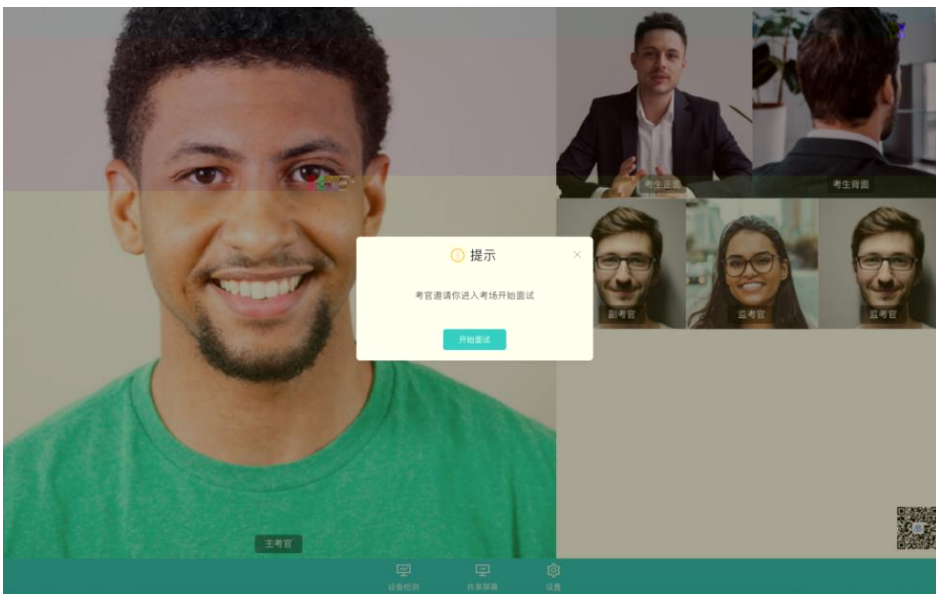 考生正面
考生背面
提示
考官邀请你进入考场开始面试
开始面试
副考官
监考官
监考官
主考官
设备检测
共享屏幕
设置